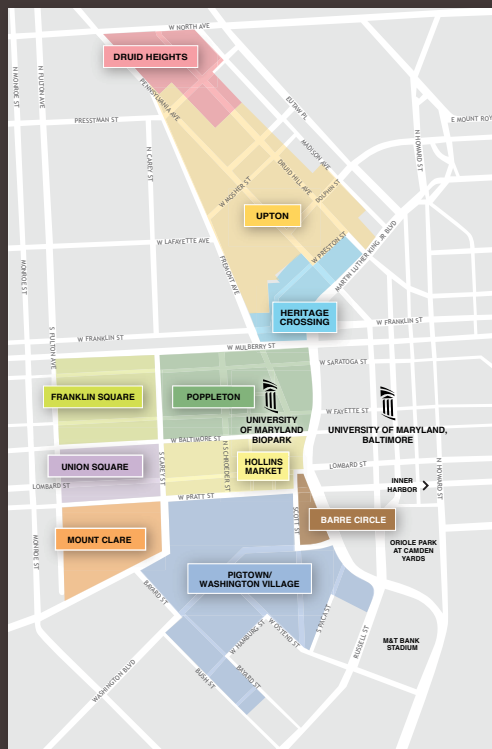 W NORTH AVE
DRUID HEIGHTS
N MONROE ST
N FULTON AVE
PENNSYLVANIA AVE
EUTAW PL
PRESSTMAN ST
E MOUNT ROY
N CAREY ST
MADISON AVE
N HOWARD ST
DRUID HILL AVE
W MOSHER ST
DOLPHIN ST
UPTON
W LAFAYETTE AVE
W PRESTON ST
MARTIN LUTHER KING JR BLVD
FREMONT AVE
MONROE ST
HERITAGE
CROSSING
W FRANKLIN ST
S FULTON AVE
W FRANKLIN ST
W MULBERRY ST
W SARATOGA ST
FRANKLIN SQUARE
POPPLETON
UNIVERSITY
OF MARYLAND
BIOPARK
W FAYETTE ST
UNIVERSITY OF MARYLAND,
BALTIMORE
W BALTIMORE ST
UNION SQUARE
S CAREY ST
N SCHROEDER ST
HOLLINS
MARKET
LOMBARD ST
N HOWARD ST
LOMBARD ST
INNER
HARBOR
W PRATT ST
SCOTT ST
BARRE CIRCLE
MOUNT CLARE
MONROE ST
ORIOLE PARK
AT CAMDEN
YARDS
PIGTOWN/
WASHINGTON VILLAGE
BAYARD ST
S PACA ST
W HAMBURG ST
W OSTEND ST
RUSSELL ST
M&T BANK
STADIUM
WASHINGTON BLVD
BUSH ST
BAYARD ST